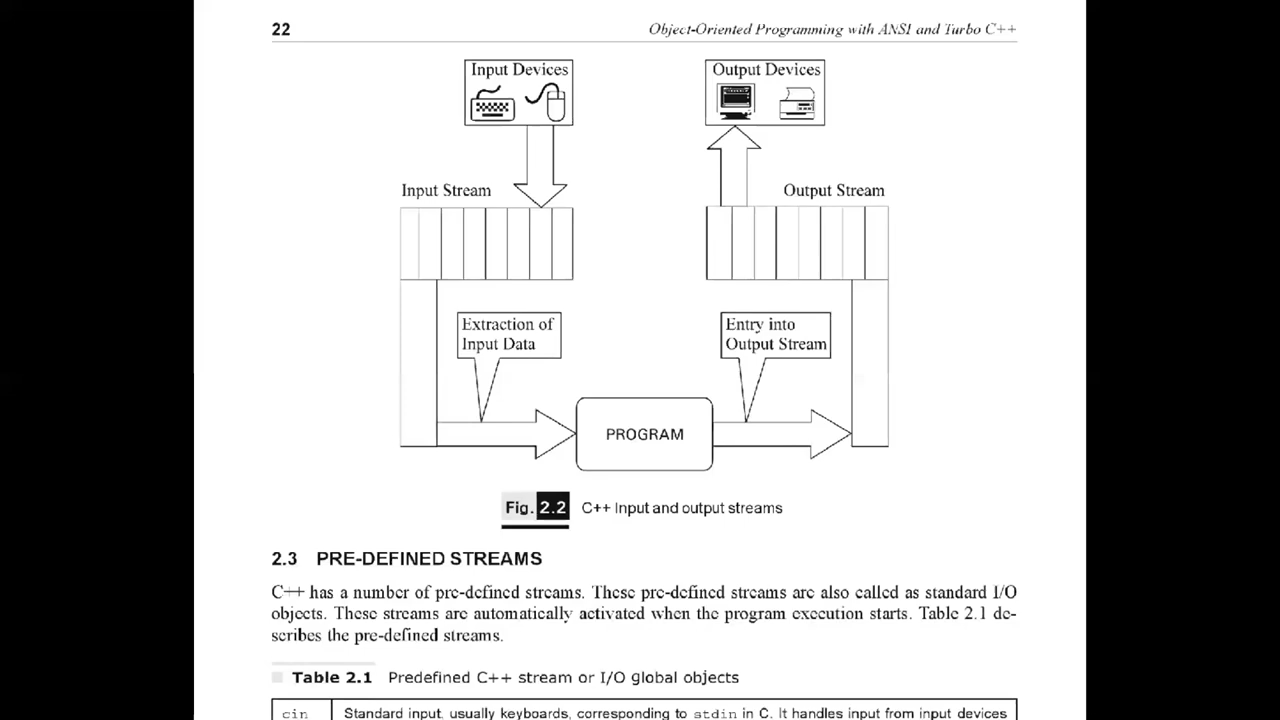 22
Object-Oriented Programming with ANSI and Turbo C++
Input Devices
Output Devices
Input Stream
Output Stream
Extraction of
Input Data
Entry into
Output Stream
PROGRAM
Fig. 2.2 C++ Input and output streams
2.3 PRE-DEFINED STREAMS
C++ has a number of pre-defined streams. These pre-defined streams are also called as standard I/O
objects. These streams are automatically activated when the program execution starts. Table 2.1 de-
scribes the pre-defined streams.
Table 2.1 Predefined C++ stream or I/O global objects
cin Standard input, usually keyboards, corresponding to stdin in C. It handles input from input devices